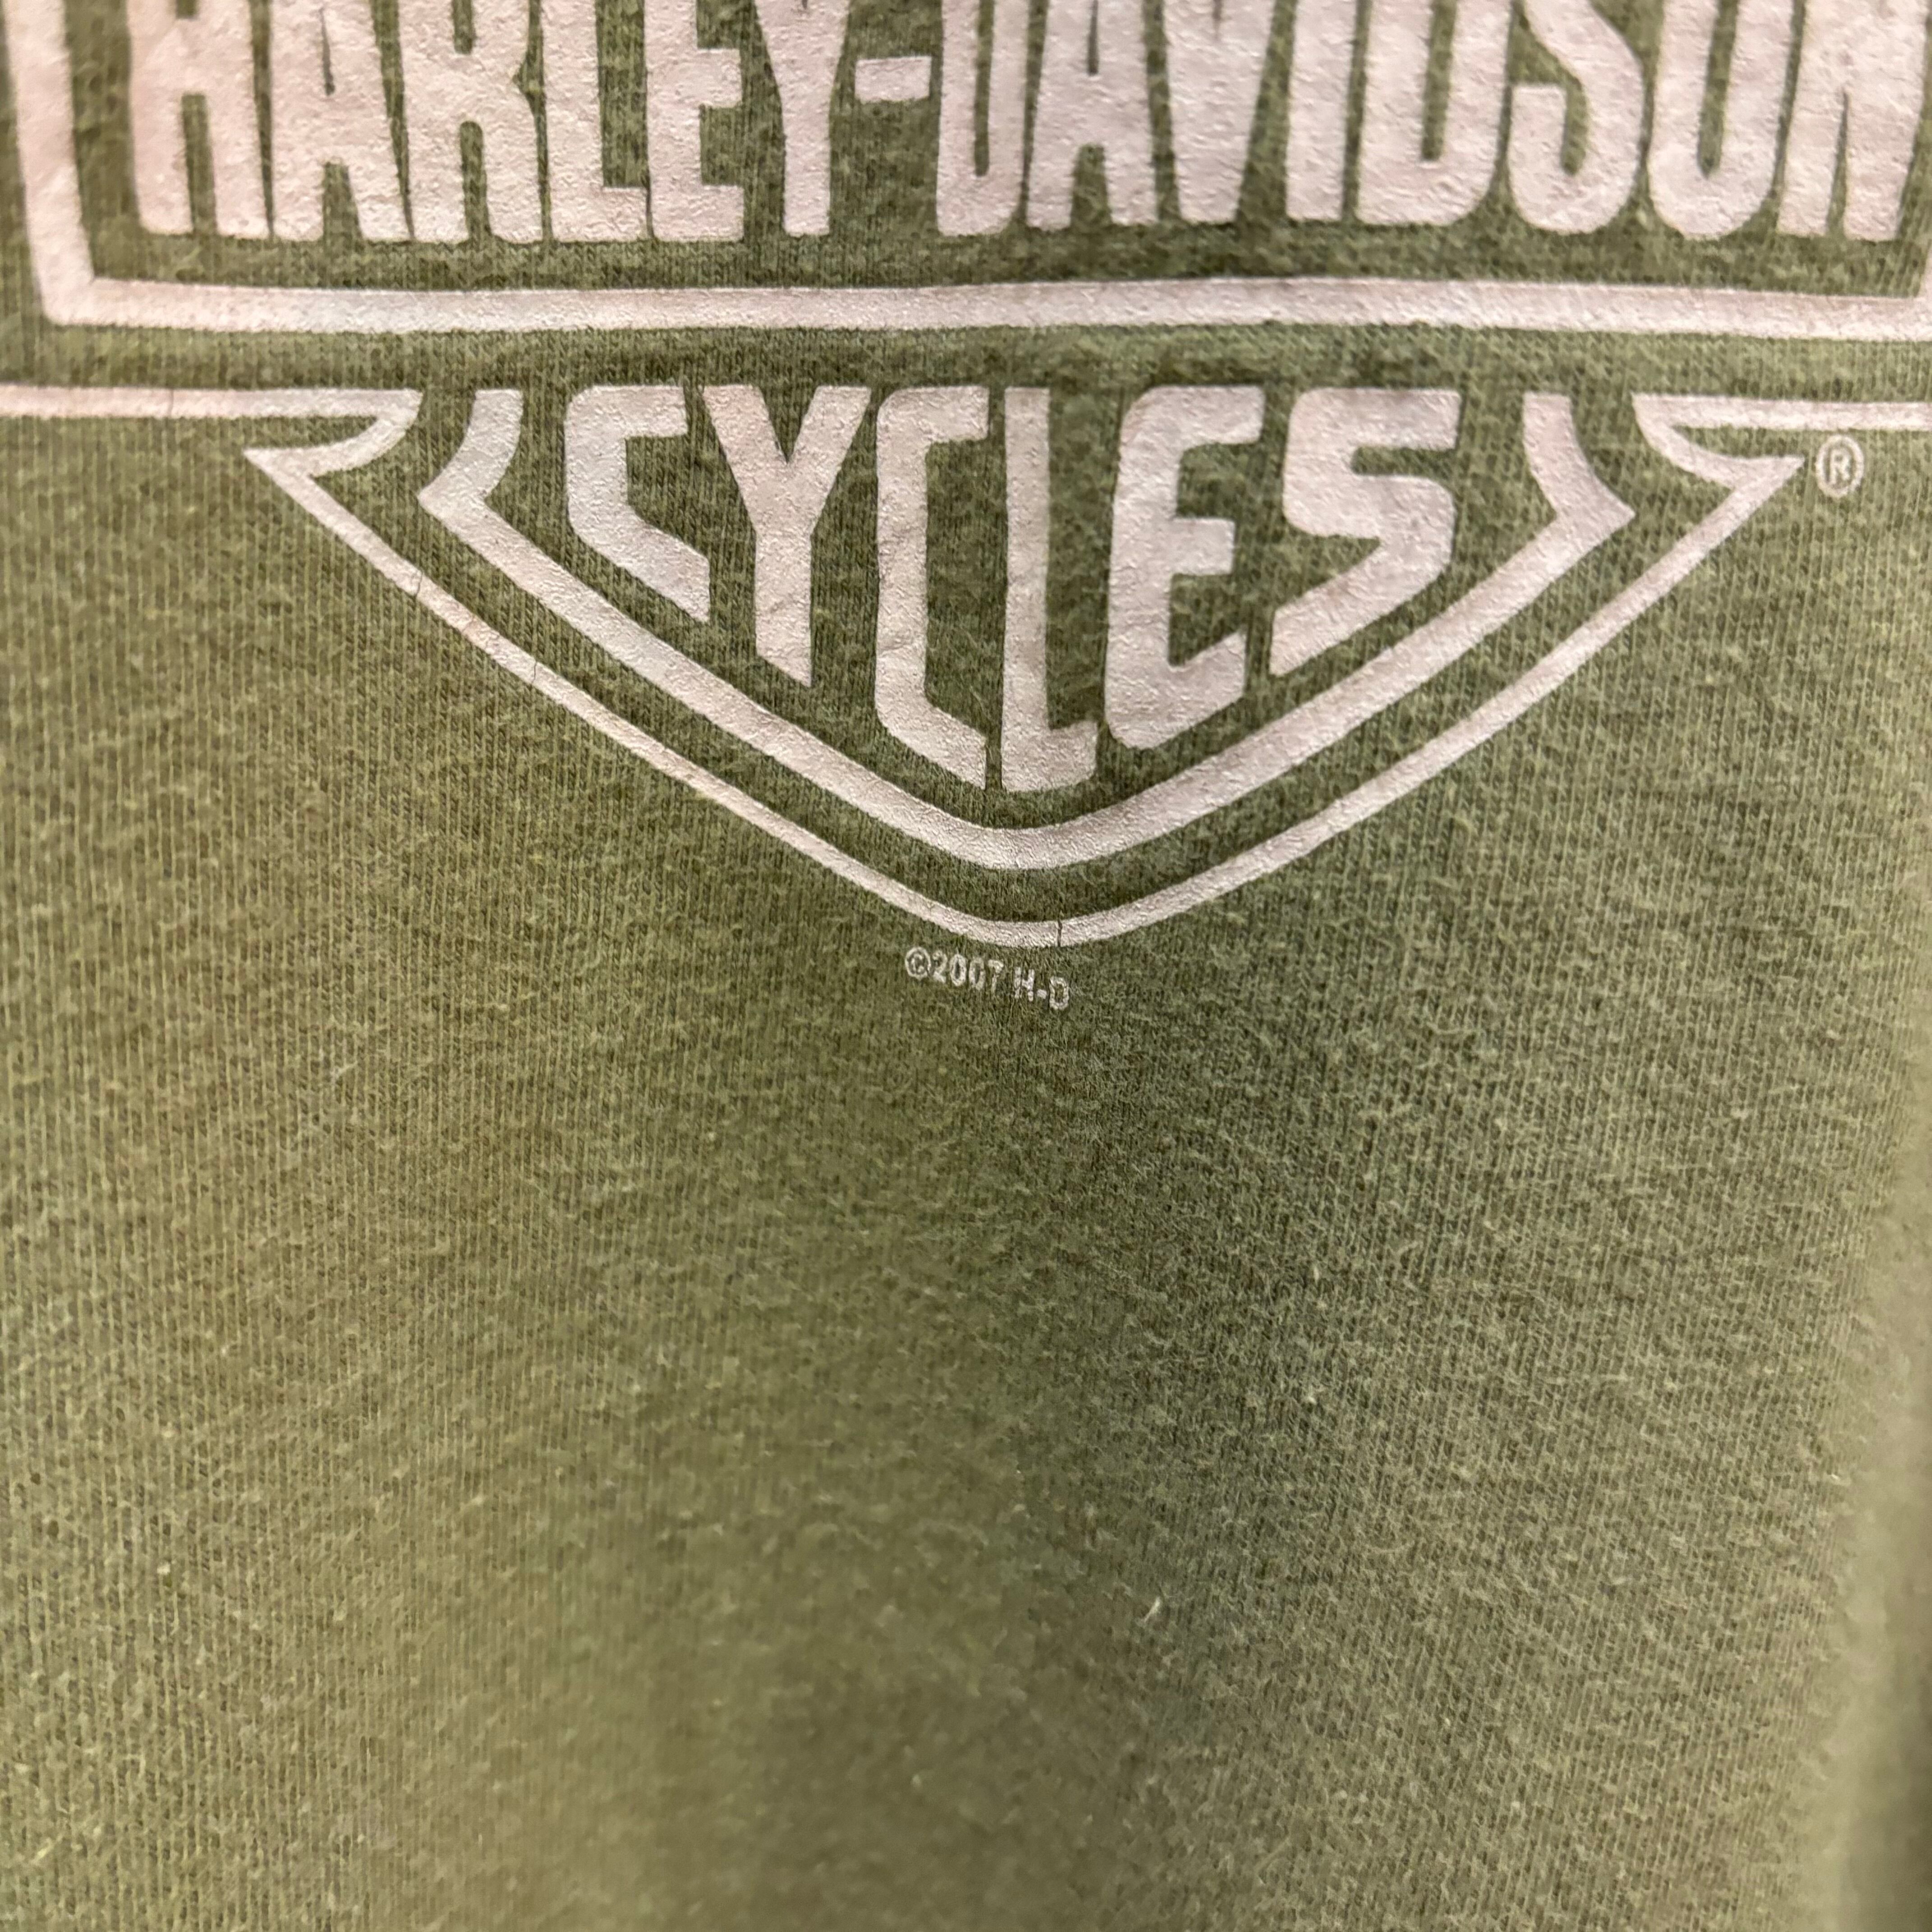 HARLEY-DAVIDSON
CYCLES
®
©2007 H-D